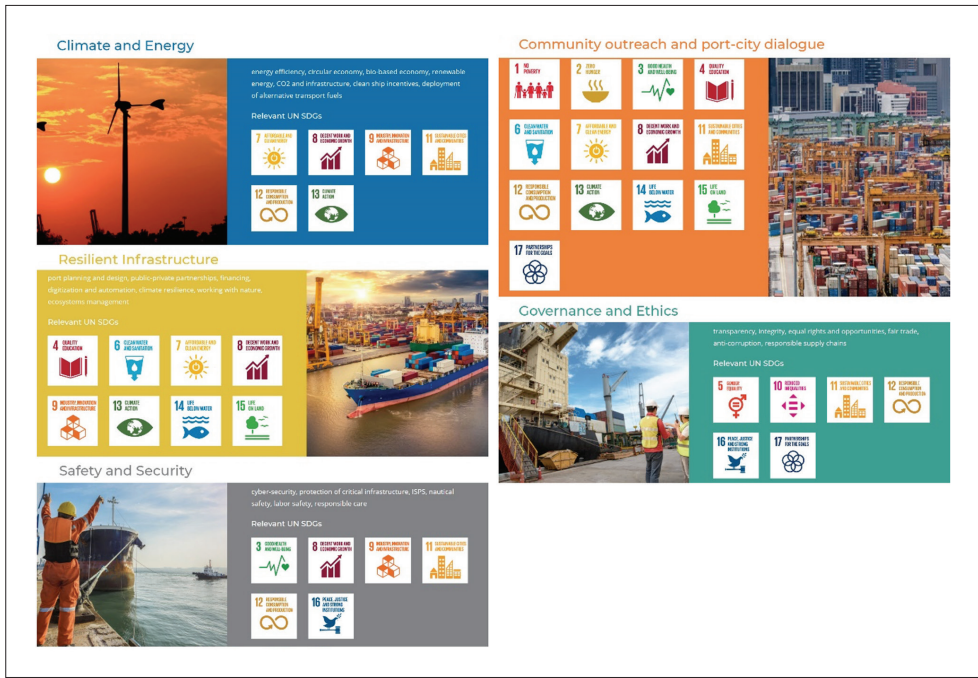 Climate and Energy
energy efficiency, circular economy, bio-based economy, renewable
energy, CO2 and infrastructure, clean ship incentives, deployment
of alternative transport fuels
Relevant UN SDGs
7 AFFORDABLE AND
CLEAN ENERGY
8 DECENT WORK AND
ECONOMIC GROWTH
9 INDUSTRY, INNOVATION
AND INFRASTRUCTURE
11 SUSTAINABLE CITIES
AND COMMUNITIES
12 RESPONSIBLE
CONSUMPTION
AND PRODUCTION
13 CLIMATE
ACTION
Resilient Infrastructure
port planning and design, public-private partnerships, financing,
digitization and automation, climate resilience, working with nature,
ecosystems management
Relevant UN SDGs
4 QUALITY
EDUCATION
6 CLEAN WATER
AND SANITATION
7 AFFORDABLE AND
CLEAN ENERGY
8 DECENT WORK AND
ECONOMIC GROWTH
9 INDUSTRY, INNOVATION
AND INFRASTRUCTURE
13 CLIMATE
ACTION
14 LIFE
BELOW WATER
15 LIFE
ON LAND
Safety and Security
cyber-security, protection of critical infrastructure, ISPS, nautical
safety, labor safety, responsible care
Relevant UN SDGs
3 GOOD HEALTH
AND WELL-BEING
8 DECENT WORK AND
ECONOMIC GROWTH
9 INDUSTRY, INNOVATION
AND INFRASTRUCTURE
11 SUSTAINABLE CITIES
AND COMMUNITIES
12 RESPONSIBLE
CONSUMPTION
AND PRODUCTION
16 PEACE, JUSTICE
AND STRONG
INSTITUTIONS
Community outreach and port-city dialogue
1 NO
POVERTY
2 ZERO
HUNGER
3 GOOD HEALTH
AND WELL-BEING
4 QUALITY
EDUCATION
6 CLEAN WATER
AND SANITATION
7 AFFORDABLE AND
CLEAN ENERGY
8 DECENT WORK AND
ECONOMIC GROWTH
11 SUSTAINABLE CITIES
AND COMMUNITIES
12 RESPONSIBLE
CONSUMPTION
AND PRODUCTION
13 CLIMATE
ACTION
14 LIFE
BELOW WATER
15 LIFE
ON LAND
17 PARTNERSHIPS
FOR THE GOALS
Governance and Ethics
transparency, integrity, equal rights and opportunities, fair trade,
anti-corruption, responsible supply chains
Relevant UN SDGs
5 GENDER
EQUALITY
10 REDUCED
INEQUALITIES
11 SUSTAINABLE CITIES
AND COMMUNITIES
12 RESPONSIBLE
CONSUMPTION
AND PRODUCTION
16 PEACE, JUSTICE
AND STRONG
INSTITUTIONS
17 PARTNERSHIPS
FOR THE GOALS